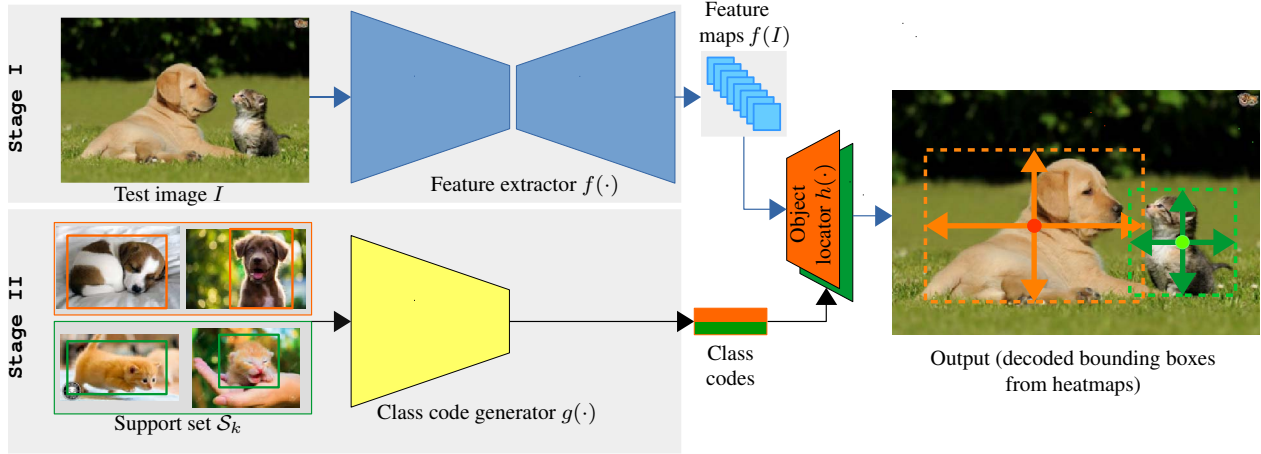 Stage I
Test image I
Feature extractor f(·)
Feature
maps f(I)
Object
locator h(·)
Stage II
Support set S_k
Class code generator g(·)
Class
codes
Output (decoded bounding boxes
from heatmaps)